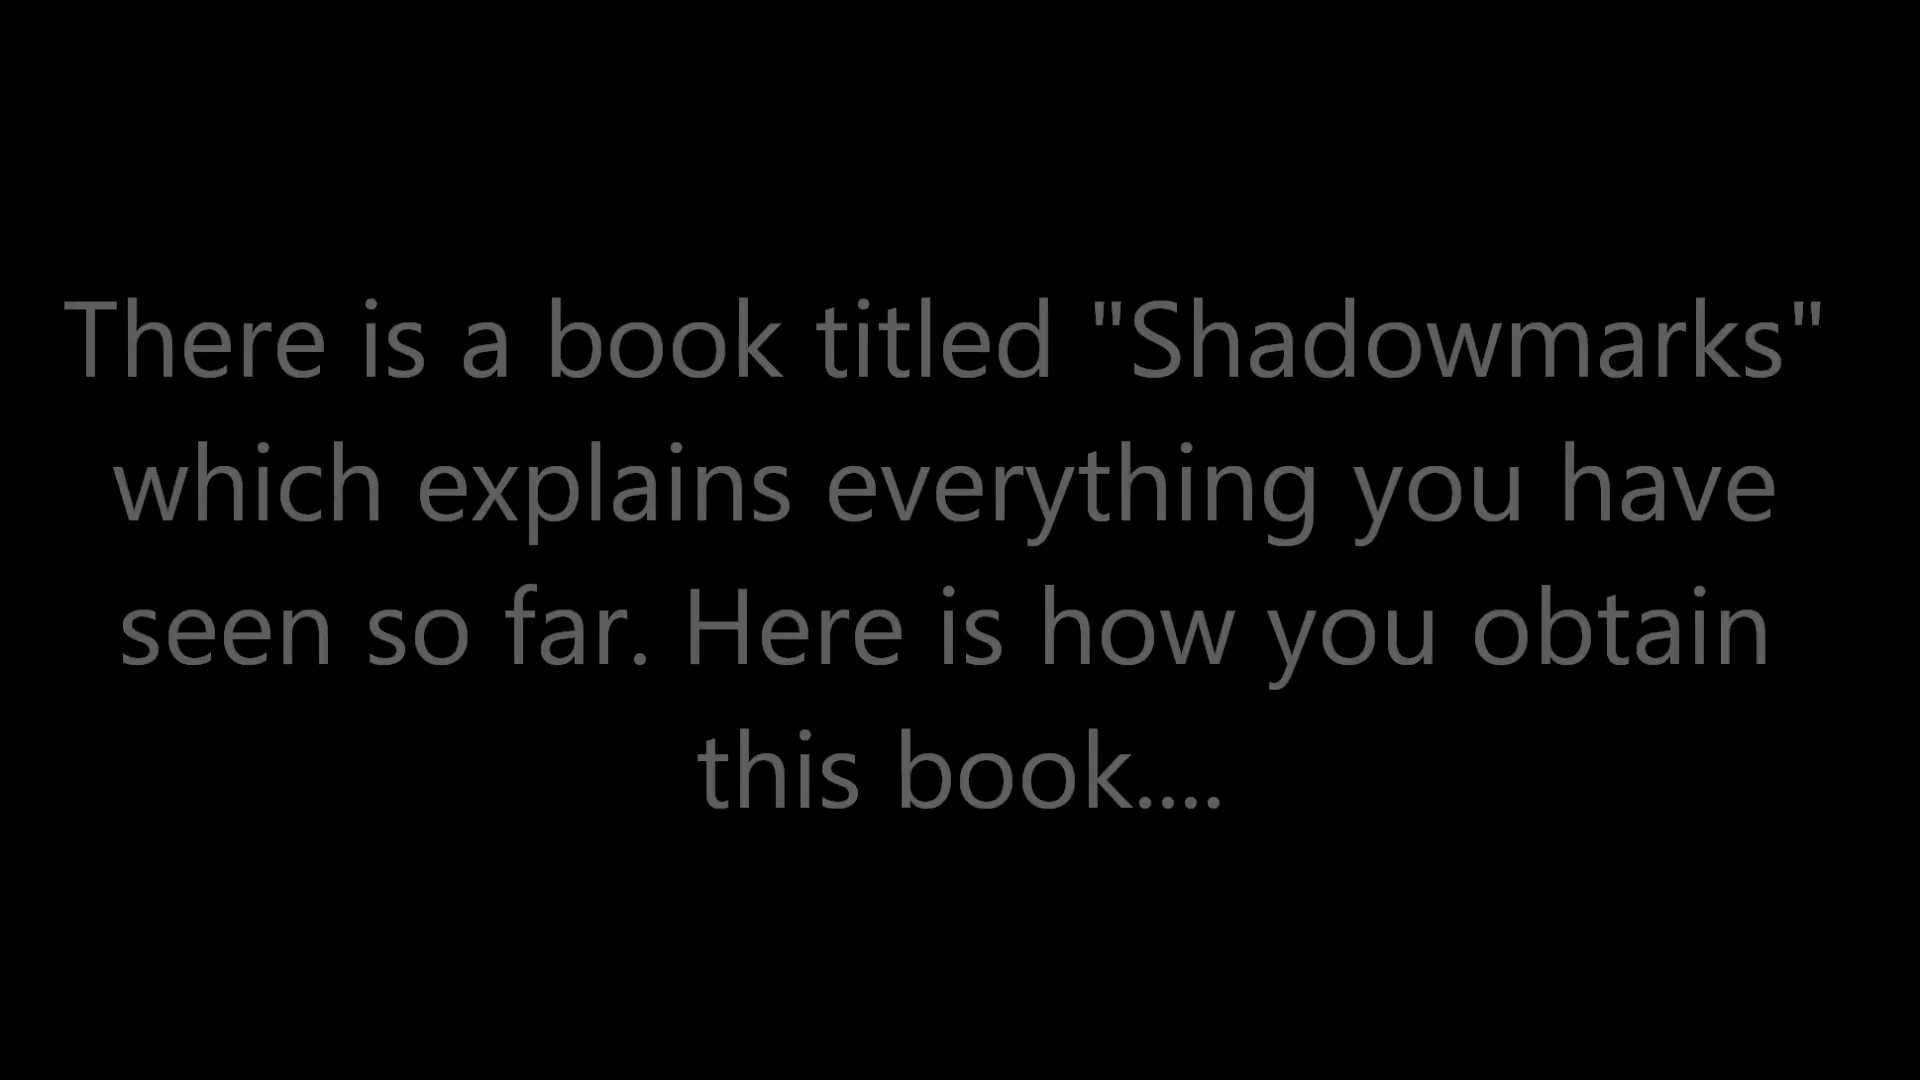 There is a book titled "Shadowmarks"
which explains everything you have
seen so far. Here is how you obtain
this book....